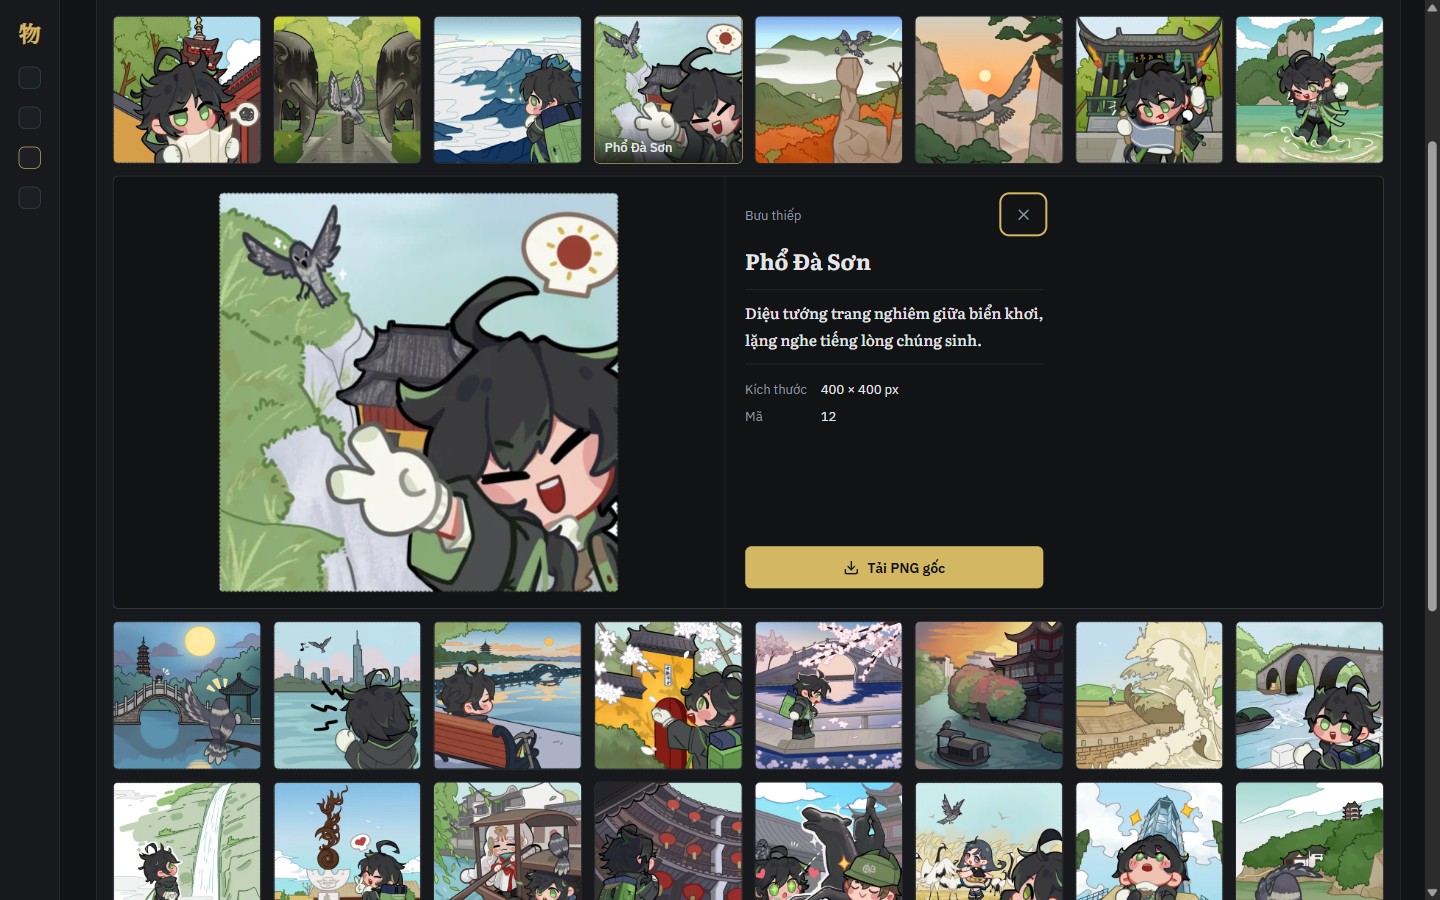 物
Phổ Đà Sơn
Bưu thiếp
Phổ Đà Sơn
Diệu tướng trang nghiêm giữa biển khơi,
lặng nghe tiếng lòng chúng sinh.
Kích thước 400 × 400 px
Mã 12
Tải PNG gốc